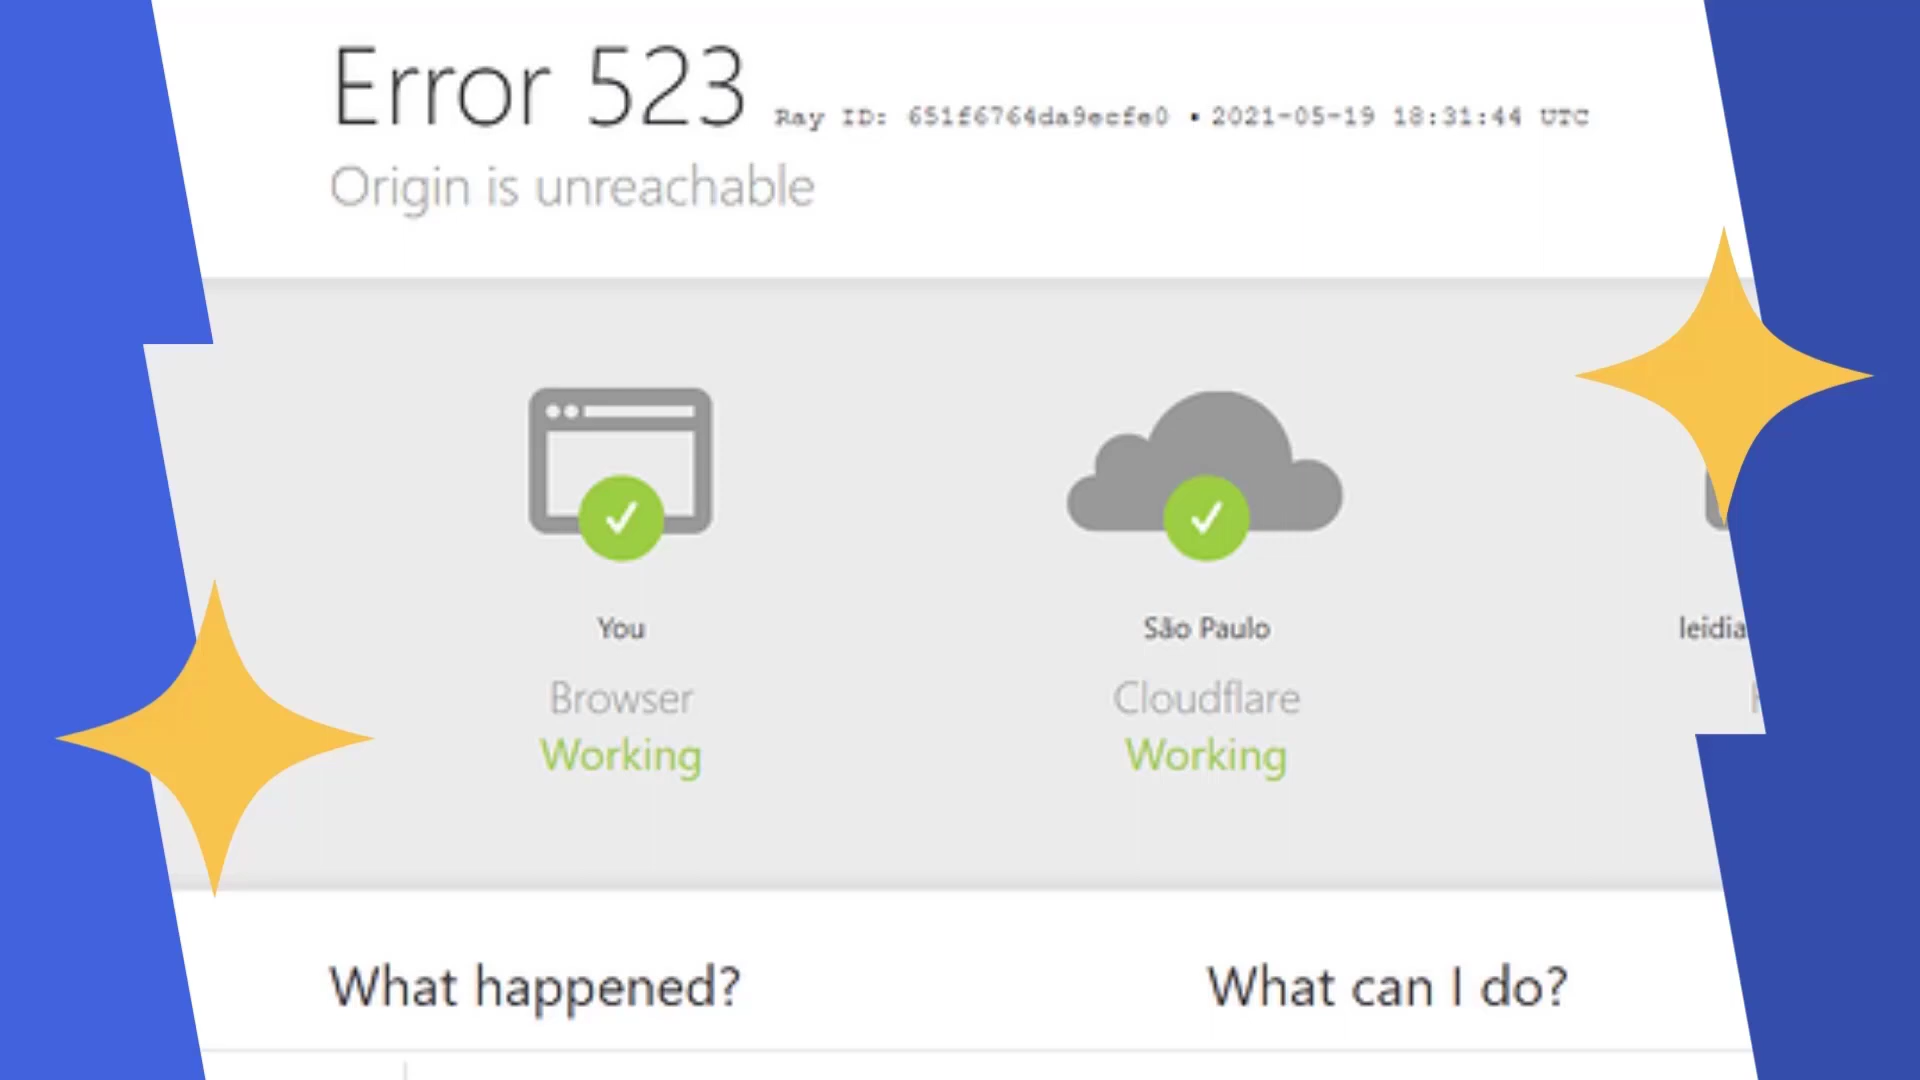 Error 523 Ray ID: 651f6764da9ecfe0 • 2021-05-19 18:31:44 UTC
Origin is unreachable
You
São Paulo
leidia
Browser
Cloudflare
Working
Working
What happened?
What can I do?